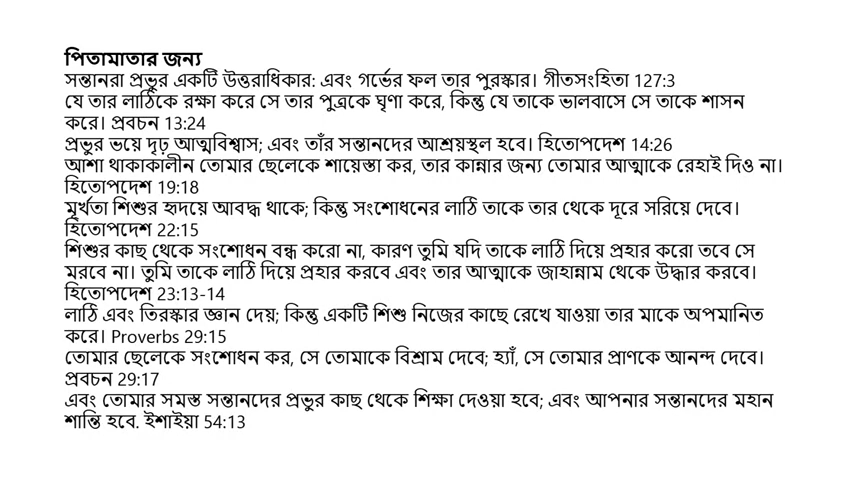 পিতামাতার জন্য
সন্তানরা প্রভুর একটি উত্তরাধিকার: এবং গর্ভের ফল তার পুরস্কার। গীতসংহিতা 127:3
যে তার লাঠিকে রক্ষা করে সে তার পুত্রকে ঘৃণা করে, কিন্তু যে তাকে ভালবাসে সে তাকে শাসন
করে। প্রবচন 13:24
প্রভুর ভয়ে দৃঢ় আত্মবিশ্বাস; এবং তাঁর সন্তানদের আশ্রয়স্থল হবে। হিতোপদেশ 14:26
আশা থাকাকালীন তোমার ছেলেকে শায়েস্তা কর, তার কান্নার জন্য তোমার আত্মাকে রেহাই দিও না।
হিতোপদেশ 19:18
মূর্খতা শিশুর হৃদয়ে আবদ্ধ থাকে; কিন্তু সংশোধনের লাঠি তাকে তার থেকে দূরে সরিয়ে দেবে।
হিতোপদেশ 22:15
শিশুর কাছ থেকে সংশোধন বন্ধ করো না, কারণ তুমি যদি তাকে লাঠি দিয়ে প্রহার করো তবে সে
মরবে না। তুমি তাকে লাঠি দিয়ে প্রহার করবে এবং তার আত্মাকে জাহান্নাম থেকে উদ্ধার করবে।
হিতোপদেশ 23:13-14
লাঠি এবং তিরস্কার জ্ঞান দেয়; কিন্তু একটি শিশু নিজের কাছে রেখে যাওয়া তার মাকে অপমানিত
করে। Proverbs 29:15
তোমার ছেলেকে সংশোধন কর, সে তোমাকে বিশ্রাম দেবে; হ্যাঁ, সে তোমার প্রাণকে আনন্দ দেবে।
প্রবচন 29:17
এবং তোমার সমস্ত সন্তানদের প্রভুর কাছ থেকে শিক্ষা দেওয়া হবে; এবং আপনার সন্তানদের মহান
শান্তি হবে. ইশাইয়া 54:13